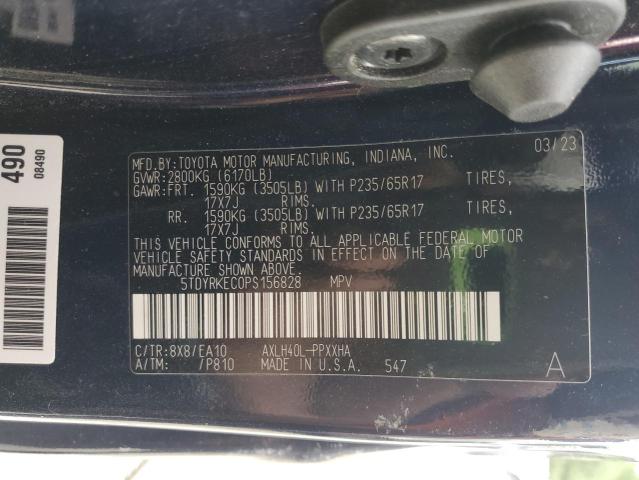 490
08490
MFD.BY:TOYOTA MOTOR MANUFACTURING, INDIANA, INC. 03/23
GVWR:2800KG (6170LB)
GAWR:FRT. 1590KG (3505LB) WITH P235/65R17 TIRES,
17X7J RIMS.
RR. 1590KG (3505LB) WITH P235/65R17 TIRES,
17X7J RIMS.
THIS VEHICLE CONFORMS TO ALL APPLICABLE FEDERAL MOTOR
VEHICLE SAFETY STANDARDS IN EFFECT ON THE DATE OF
MANUFACTURE SHOWN ABOVE.
5TDYRKEC0PS156828 MPV
C/TR:8X8/EA10 AXLH40L-PPXXHA
A/TM: /P810 MADE IN U.S.A. 547 A